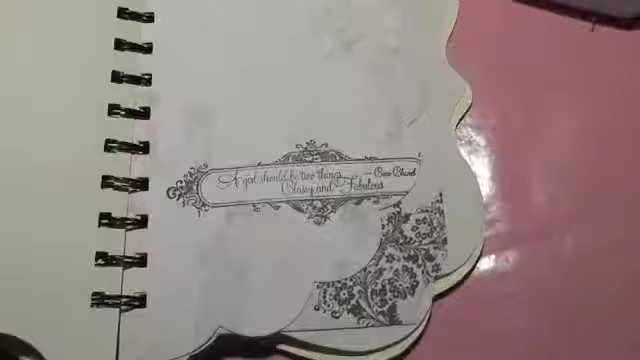 A girl should be two things
Classy and Fabulous
— Coco Chanel